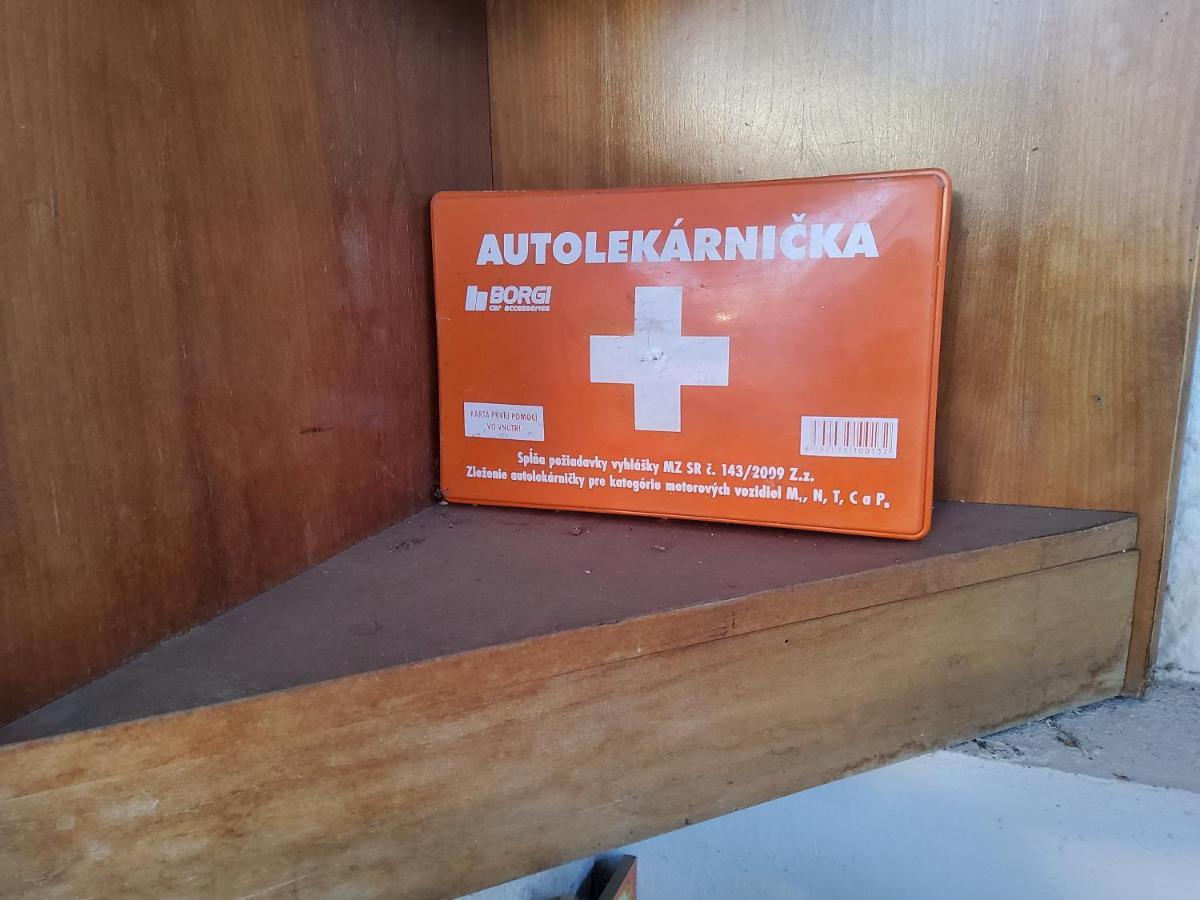 AUTOLEKÁRNIČKA
BORGI
car accessories
KARTA PRVEJ POMOCI
VO VNÚTRI
Spĺňa požiadavky vyhlášky MZ SR č. 143/2009 Z.z.
Zloženie autolekárničky pre kategóriu motorových vozidiel M₁, N, T, C a P.